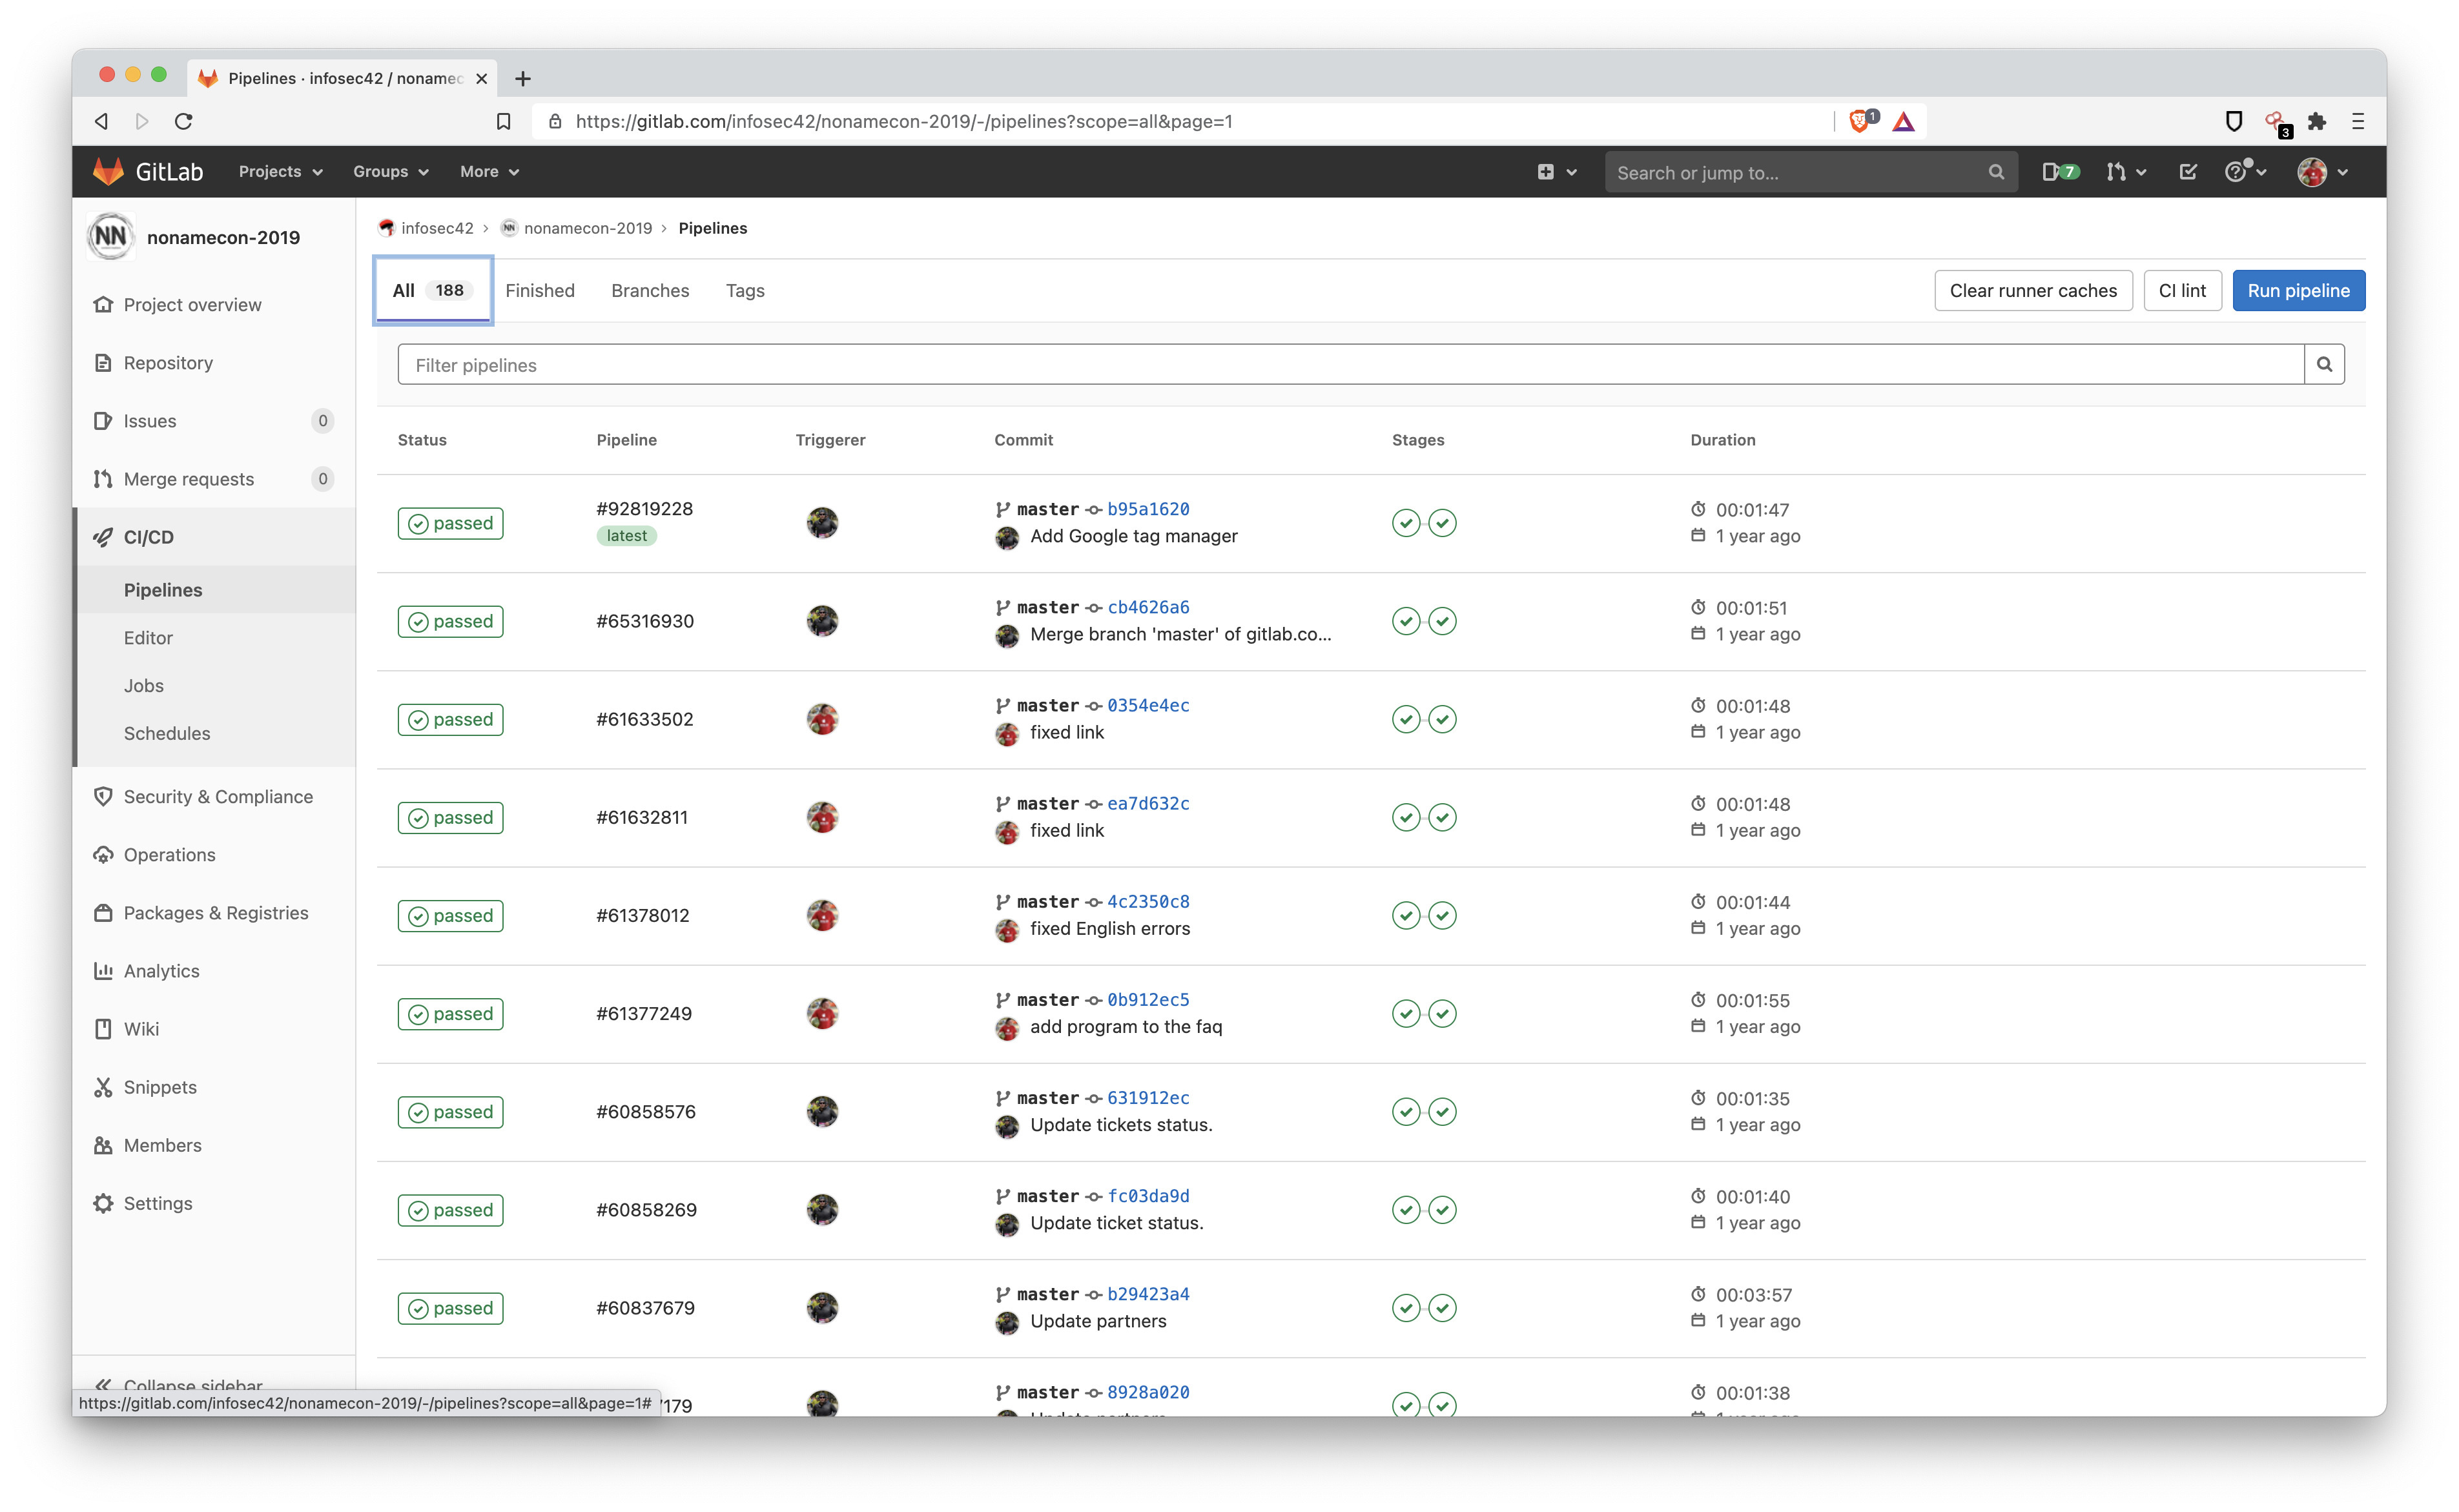 Pipelines · infosec42 / nonamec
https://gitlab.com/infosec42/nonamecon-2019/-/pipelines?scope=all&page=1
1
3
GitLab
Projects
Groups
More
Search or jump to...
7
NN
nonamecon-2019
Project overview
Repository
Issues
0
Merge requests
0
CI/CD
Pipelines
Editor
Jobs
Schedules
Security & Compliance
Operations
Packages & Registries
Analytics
Wiki
Snippets
Members
Settings
Collapse sidebar
https://gitlab.com/infosec42/nonamecon-2019/-/pipelines?scope=all&page=1#
infosec42 › NN nonamecon-2019 › Pipelines
All 188
Finished
Branches
Tags
Clear runner caches
CI lint
Run pipeline
Filter pipelines
Status
Pipeline
Triggerer
Commit
Stages
Duration
passed
#92819228
latest
master b95a1620
Add Google tag manager
00:01:47
1 year ago
passed
#65316930
master cb4626a6
Merge branch 'master' of gitlab.co...
00:01:51
1 year ago
passed
#61633502
master 0354e4ec
fixed link
00:01:48
1 year ago
passed
#61632811
master ea7d632c
fixed link
00:01:48
1 year ago
passed
#61378012
master 4c2350c8
fixed English errors
00:01:44
1 year ago
passed
#61377249
master 0b912ec5
add program to the faq
00:01:55
1 year ago
passed
#60858576
master 631912ec
Update tickets status.
00:01:35
1 year ago
passed
#60858269
master fc03da9d
Update ticket status.
00:01:40
1 year ago
passed
#60837679
master b29423a4
Update partners
00:03:57
1 year ago
179
master 8928a020
00:01:38